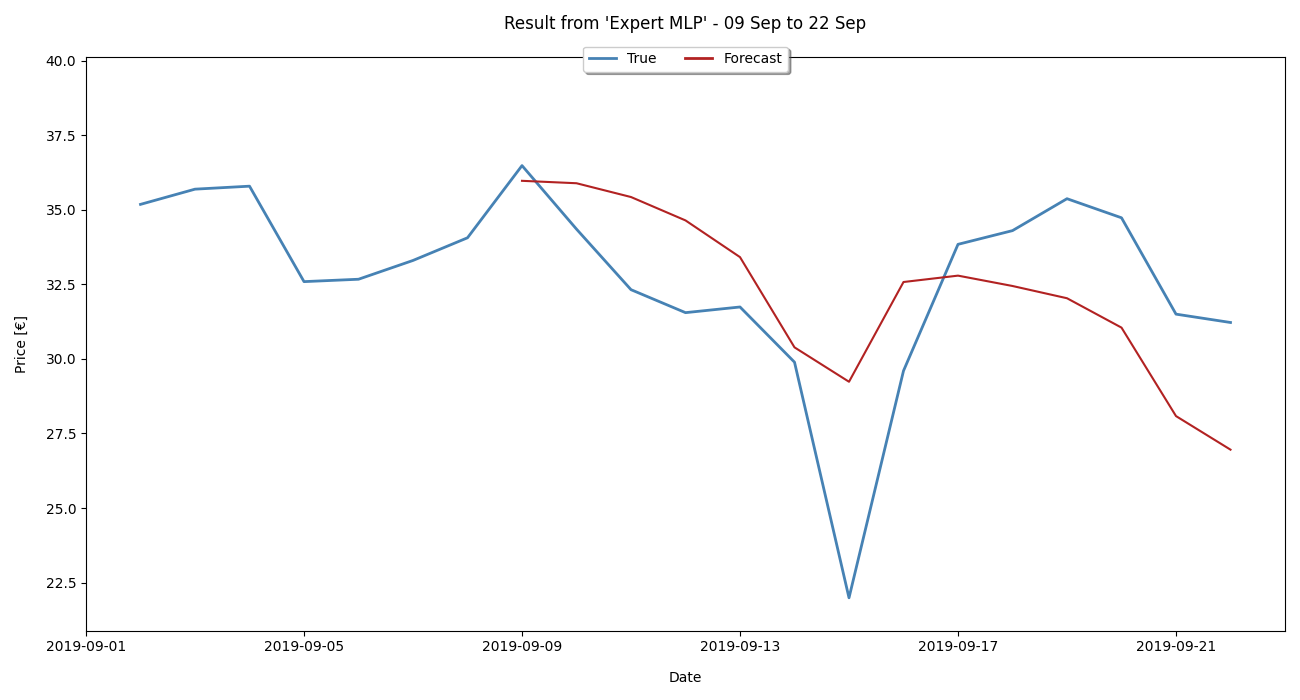 Result from 'Expert MLP' - 09 Sep to 22 Sep
True Forecast
40.0
37.5
35.0
32.5
30.0
27.5
25.0
22.5
Price [€]
2019-09-01 2019-09-05 2019-09-09 2019-09-13 2019-09-17 2019-09-21
Date